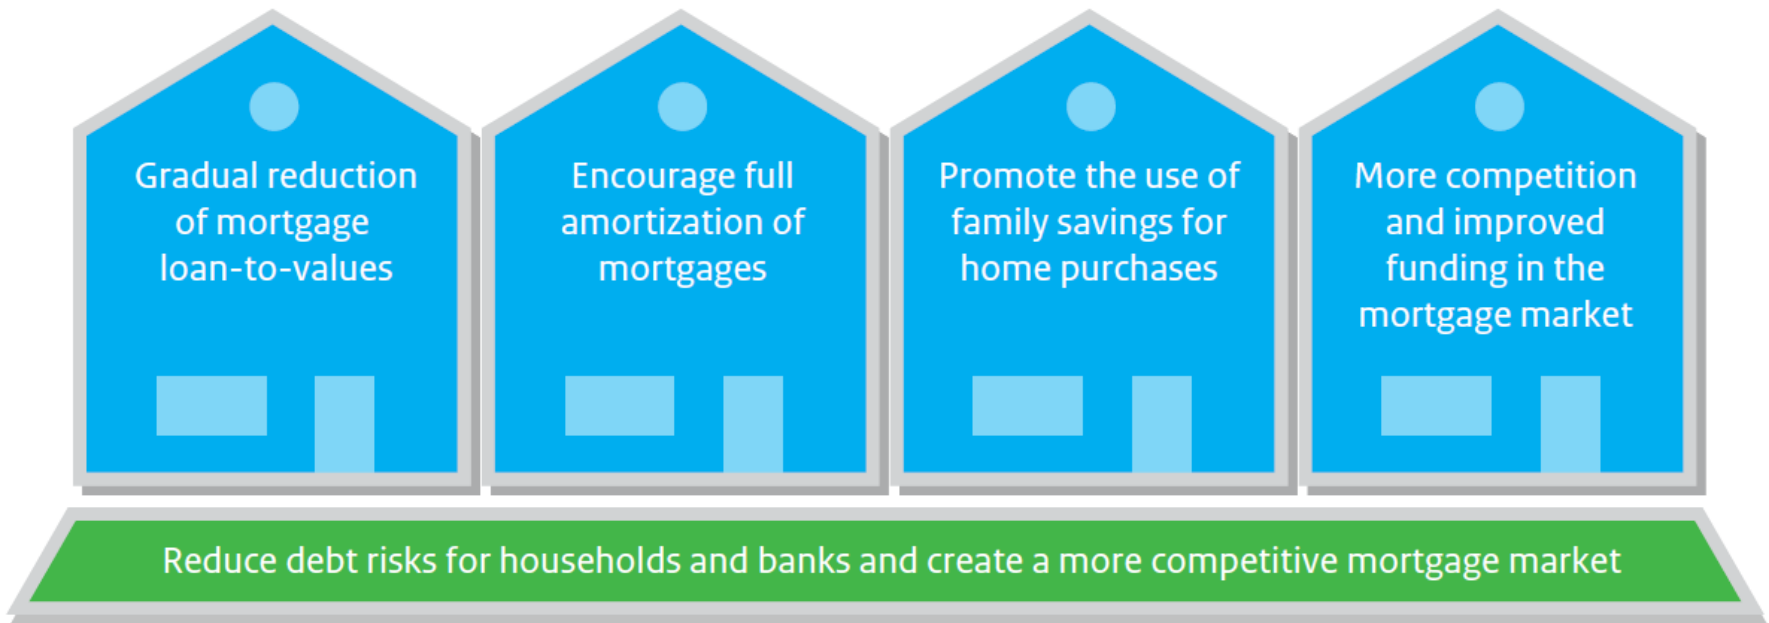 Gradual reduction
of mortgage
loan-to-values
Encourage full
amortization of
mortgages
Promote the use of
family savings for
home purchases
More competition
and improved
funding in the
mortgage market
Reduce debt risks for households and banks and create a more competitive mortgage market